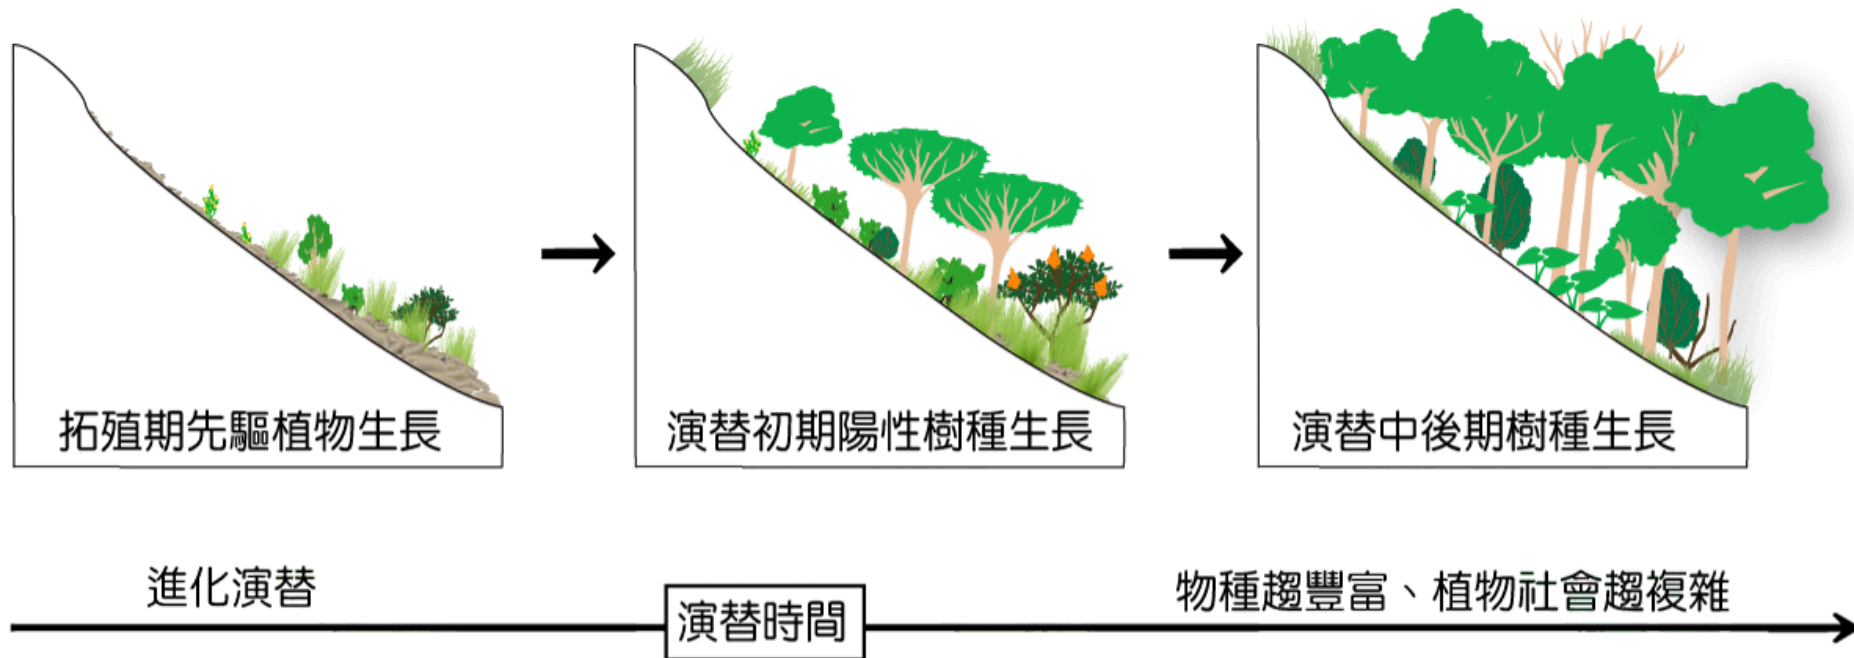 拓殖期先驅植物生長
演替初期陽性樹種生長
演替中後期樹種生長
進化演替
演替時間
物種趨豐富、植物社會趨複雜